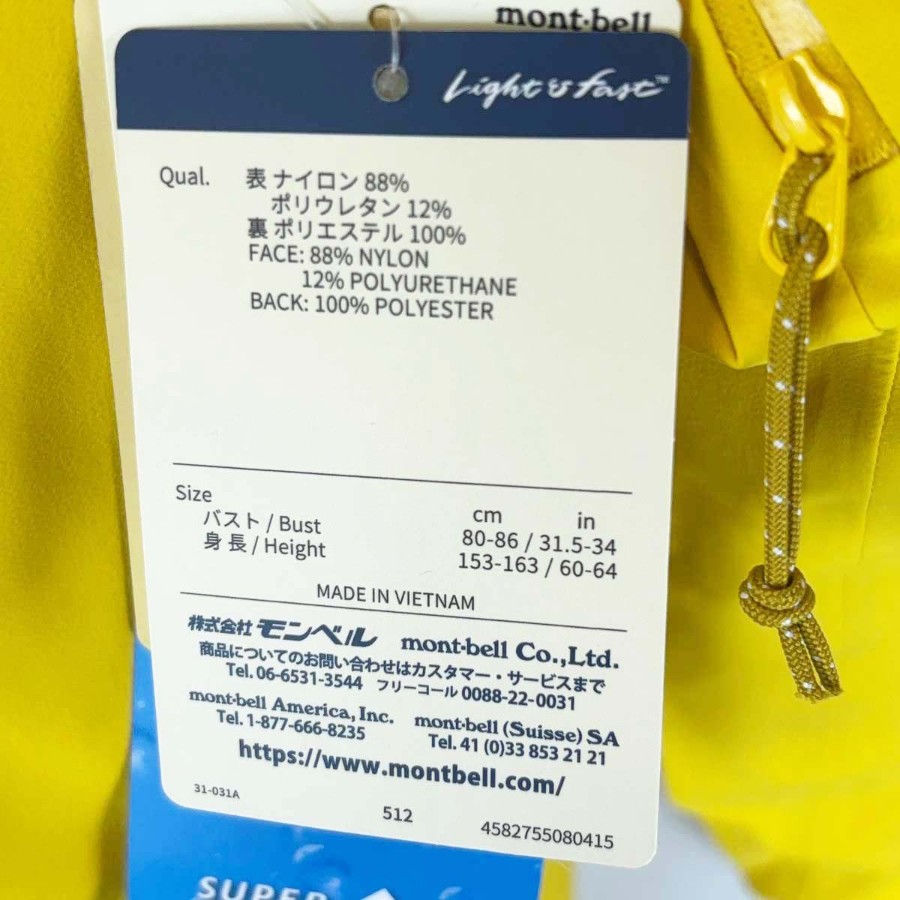 mont·bell
Light & Fast™
Qual. 表 ナイロン 88%
ポリウレタン 12%
裏 ポリエステル 100%
FACE: 88% NYLON
12% POLYURETHANE
BACK: 100% POLYESTER
Size cm in
バスト / Bust 80-86 / 31.5-34
身 長 / Height 153-163 / 60-64
MADE IN VIETNAM
株式会社 モンベル mont·bell Co.,Ltd.
商品についてのお問い合わせはカスタマー・サービスまで
Tel. 06-6531-3544 フリーコール 0088-22-0031
mont·bell America, Inc. mont·bell (Suisse) SA
Tel. 1-877-666-8235 Tel. 41 (0)33 853 21 21
https://www.montbell.com/
31-031A
512 4582755080415
SUPER